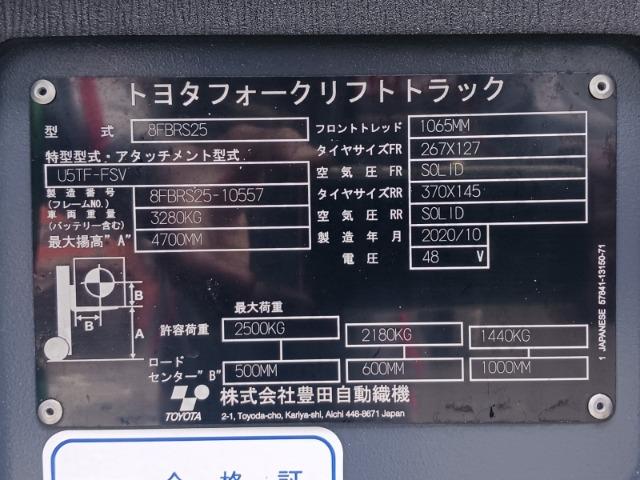 トヨタフォークリフトトラック
型 式 8FBRS25
特型型式・アタッチメント型式
U5TF-FSV
製造番号
(フレームNO.) 8FBRS25-10557
車両重量
(バッテリー含む) 3280KG
最大揚高"A" 4700MM
フロントトレッド 1065MM
タイヤサイズFR 267X127
空気圧FR SOLID
タイヤサイズRR 370X145
空気圧RR SOLID
製造年月 2020/10
電圧 48 V
B
B
A
最大荷重
許容荷重 2500KG 2180KG 1440KG
ロード
センター"B" 500MM 600MM 1000MM
TOYOTA
株式会社豊田自動織機
2-1, Toyoda-cho, Kariya-shi, Aichi 448-8671 Japan
1 JAPANESE 57841-13150-71
合格証